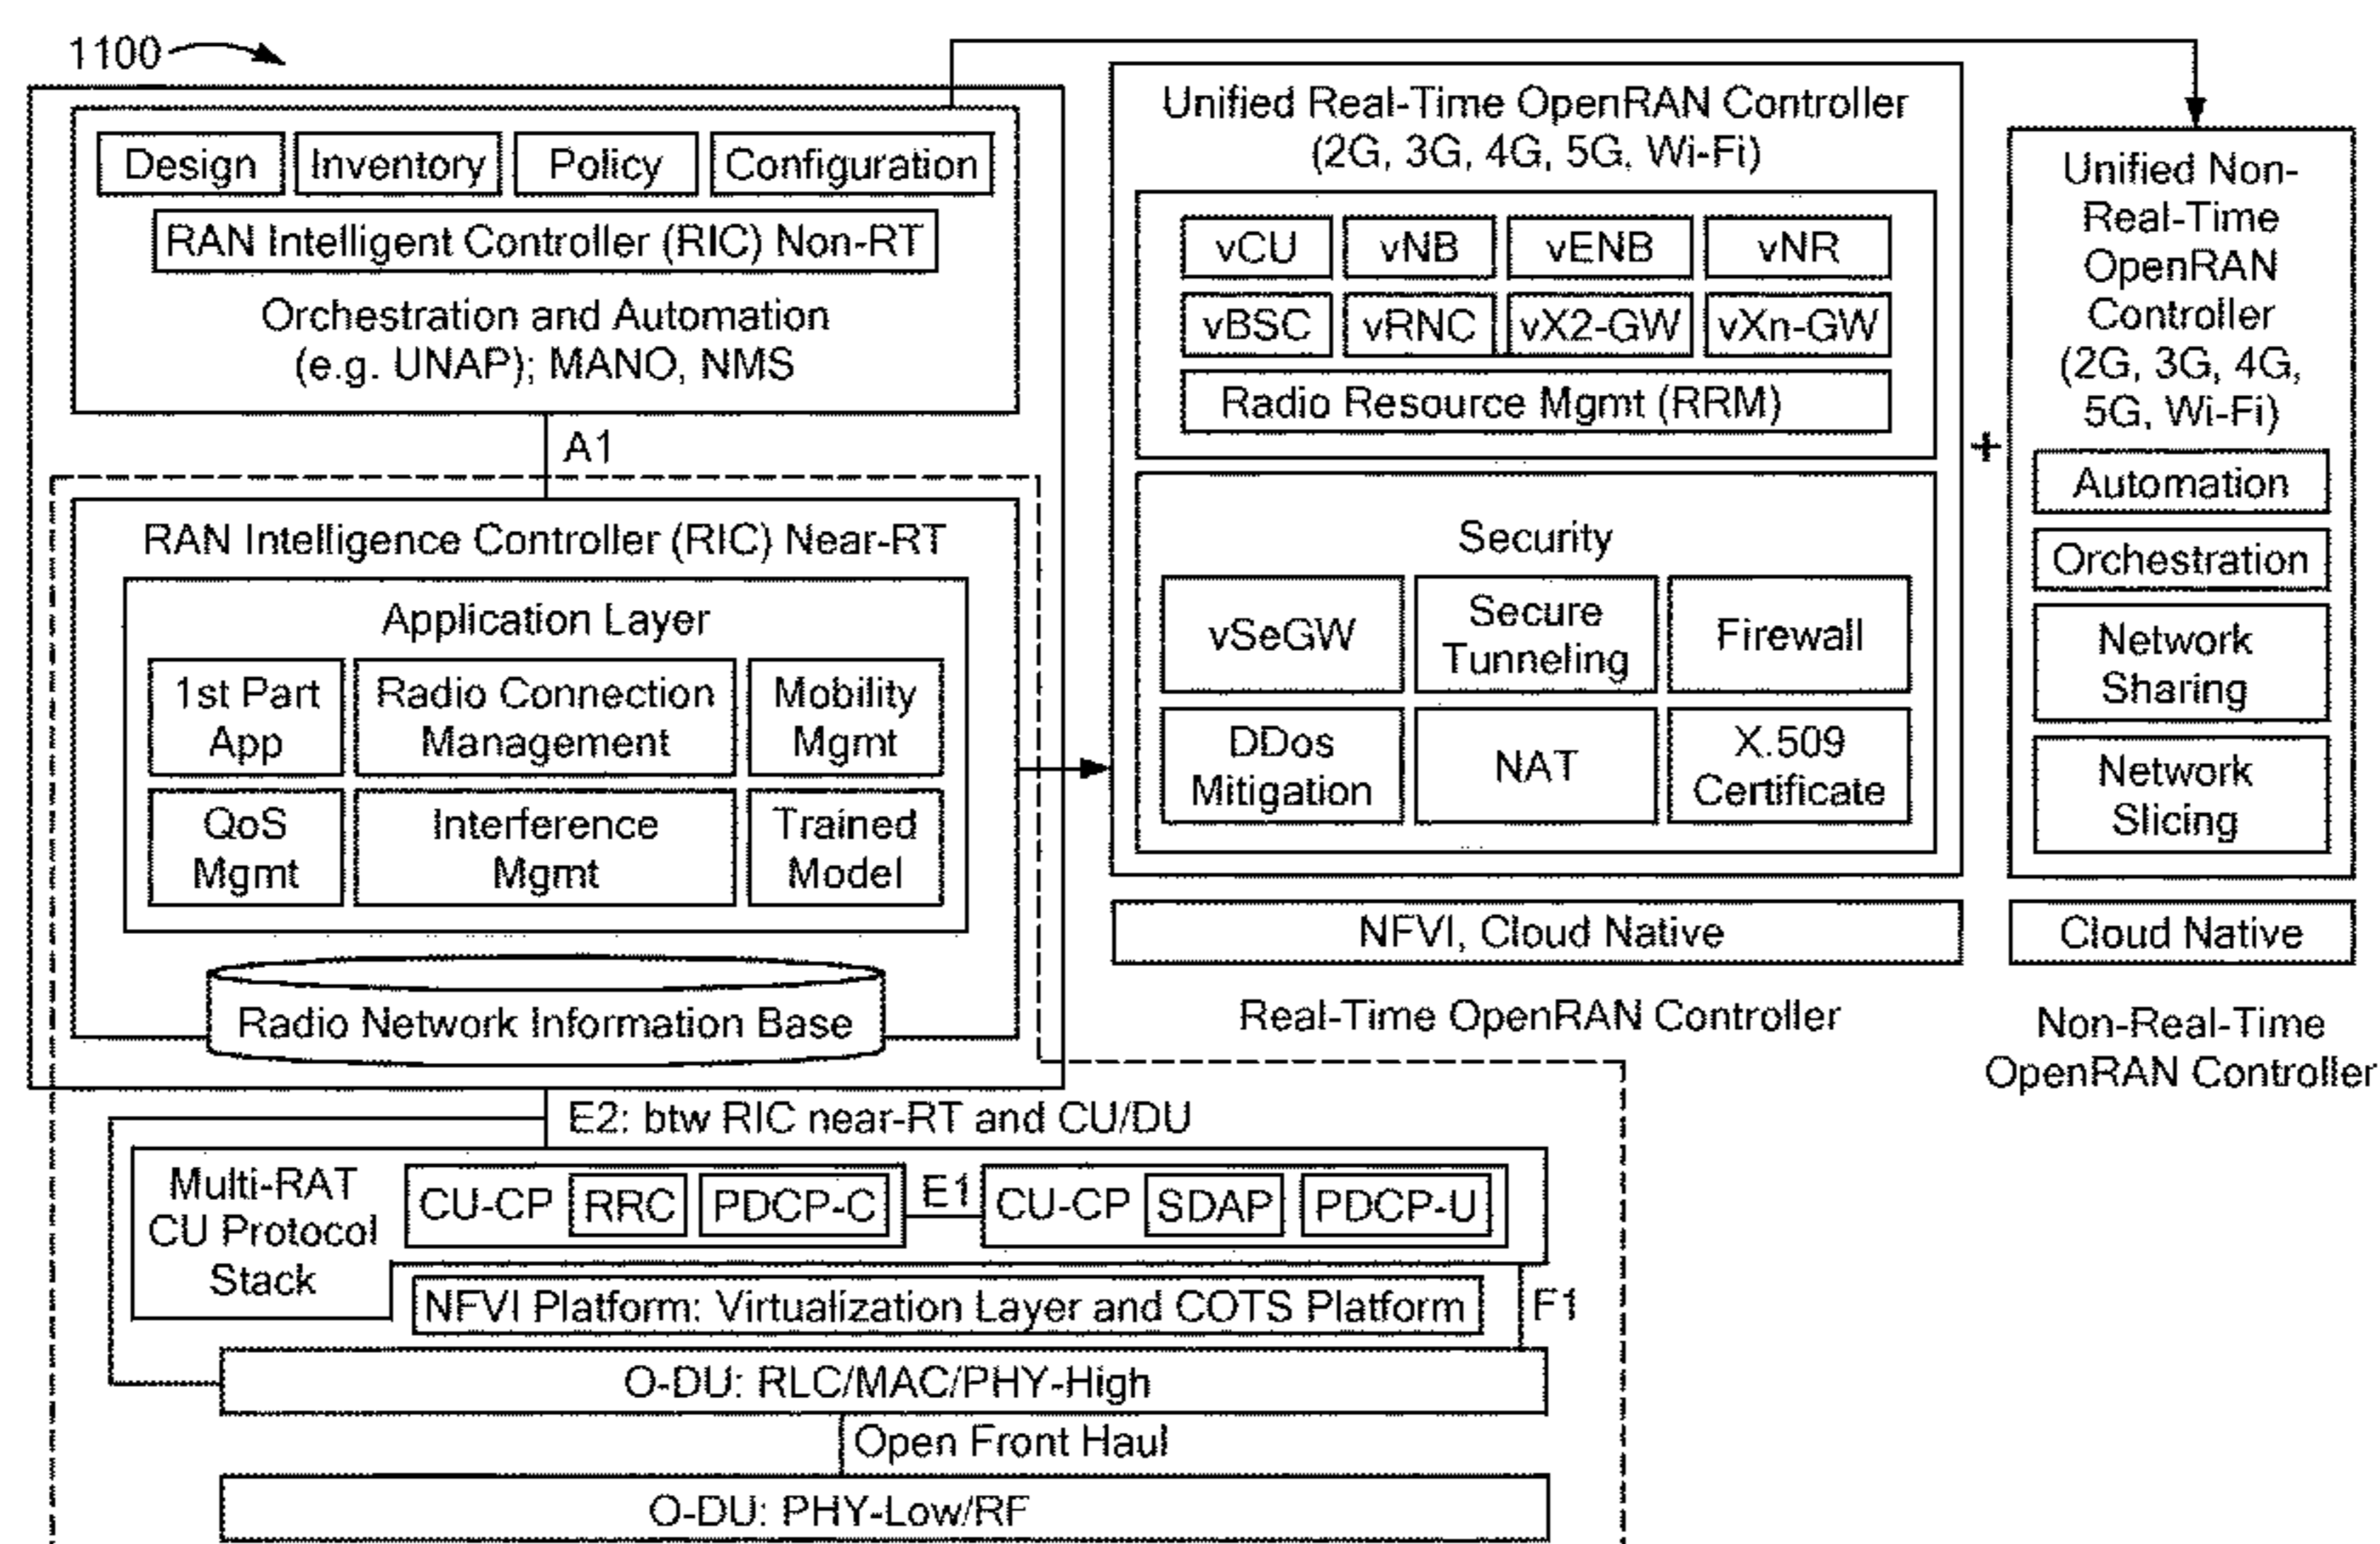 1100
Design
Inventory
Policy
Configuration
RAN Intelligent Controller (RIC) Non-RT
Orchestration and Automation
(e.g. UNAP); MANO, NMS
A1
RAN Intelligence Controller (RIC) Near-RT
Application Layer
1st Part
App
Radio Connection
Management
Mobility
Mgmt
QoS
Mgmt
Interference
Mgmt
Trained
Model
Radio Network Information Base
Unified Real-Time OpenRAN Controller
(2G, 3G, 4G, 5G, Wi-Fi)
vCU
vNB
vENB
vNR
vBSC
vRNC
vX2-GW
vXn-GW
Radio Resource Mgmt (RRM)
Security
vSeGW
Secure
Tunneling
Firewall
DDos
Mitigation
NAT
X.509
Certificate
NFVI, Cloud Native
Real-Time OpenRAN Controller
+
Unified Non-
Real-Time
OpenRAN
Controller
(2G, 3G, 4G,
5G, Wi-Fi)
Automation
Orchestration
Network
Sharing
Network
Slicing
Cloud Native
Non-Real-Time
OpenRAN Controller
E2: btw RIC near-RT and CU/DU
Multi-RAT
CU Protocol
Stack
CU-CP
RRC
PDCP-C
E1
CU-CP
SDAP
PDCP-U
NFVI Platform: Virtualization Layer and COTS Platform
F1
O-DU: RLC/MAC/PHY-High
Open Front Haul
O-DU: PHY-Low/RF